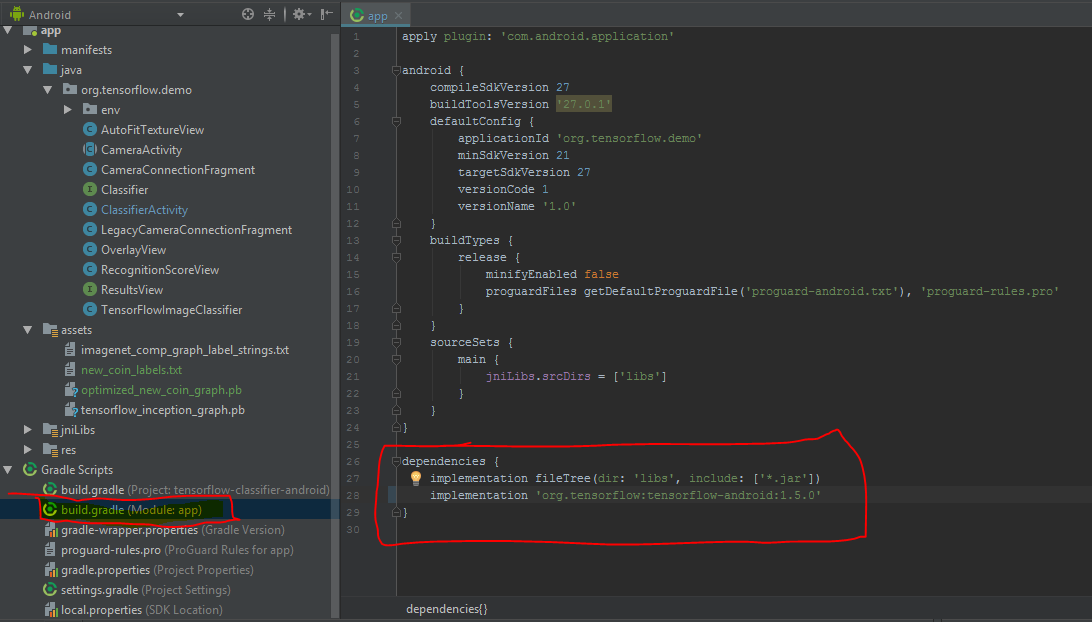 Android
app
manifests
java
org.tensorflow.demo
env
AutoFitTextureView
CameraActivity
CameraConnectionFragment
Classifier
ClassifierActivity
LegacyCameraConnectionFragment
OverlayView
RecognitionScoreView
ResultsView
TensorFlowImageClassifier
assets
imagenet_comp_graph_label_strings.txt
new_coin_labels.txt
optimized_new_coin_graph.pb
tensorflow_inception_graph.pb
jniLibs
res
Gradle Scripts
build.gradle (Project: tensorflow-classifier-android)
build.gradle (Module: app)
gradle-wrapper.properties (Gradle Version)
proguard-rules.pro (ProGuard Rules for app)
gradle.properties (Project Properties)
settings.gradle (Project Settings)
local.properties (SDK Location)
app
1 apply plugin: 'com.android.application'
2
3 android {
4 compileSdkVersion 27
5 buildToolsVersion '27.0.1'
6 defaultConfig {
7 applicationId 'org.tensorflow.demo'
8 minSdkVersion 21
9 targetSdkVersion 27
10 versionCode 1
11 versionName '1.0'
12 }
13 buildTypes {
14 release {
15 minifyEnabled false
16 proguardFiles getDefaultProguardFile('proguard-android.txt'), 'proguard-rules.pro'
17 }
18 }
19 sourceSets {
20 main {
21 jniLibs.srcDirs = ['libs']
22 }
23 }
24 }
25
26 dependencies {
27 implementation fileTree(dir: 'libs', include: ['*.jar'])
28 implementation 'org.tensorflow:tensorflow-android:1.5.0'
29 }
30
dependencies{}